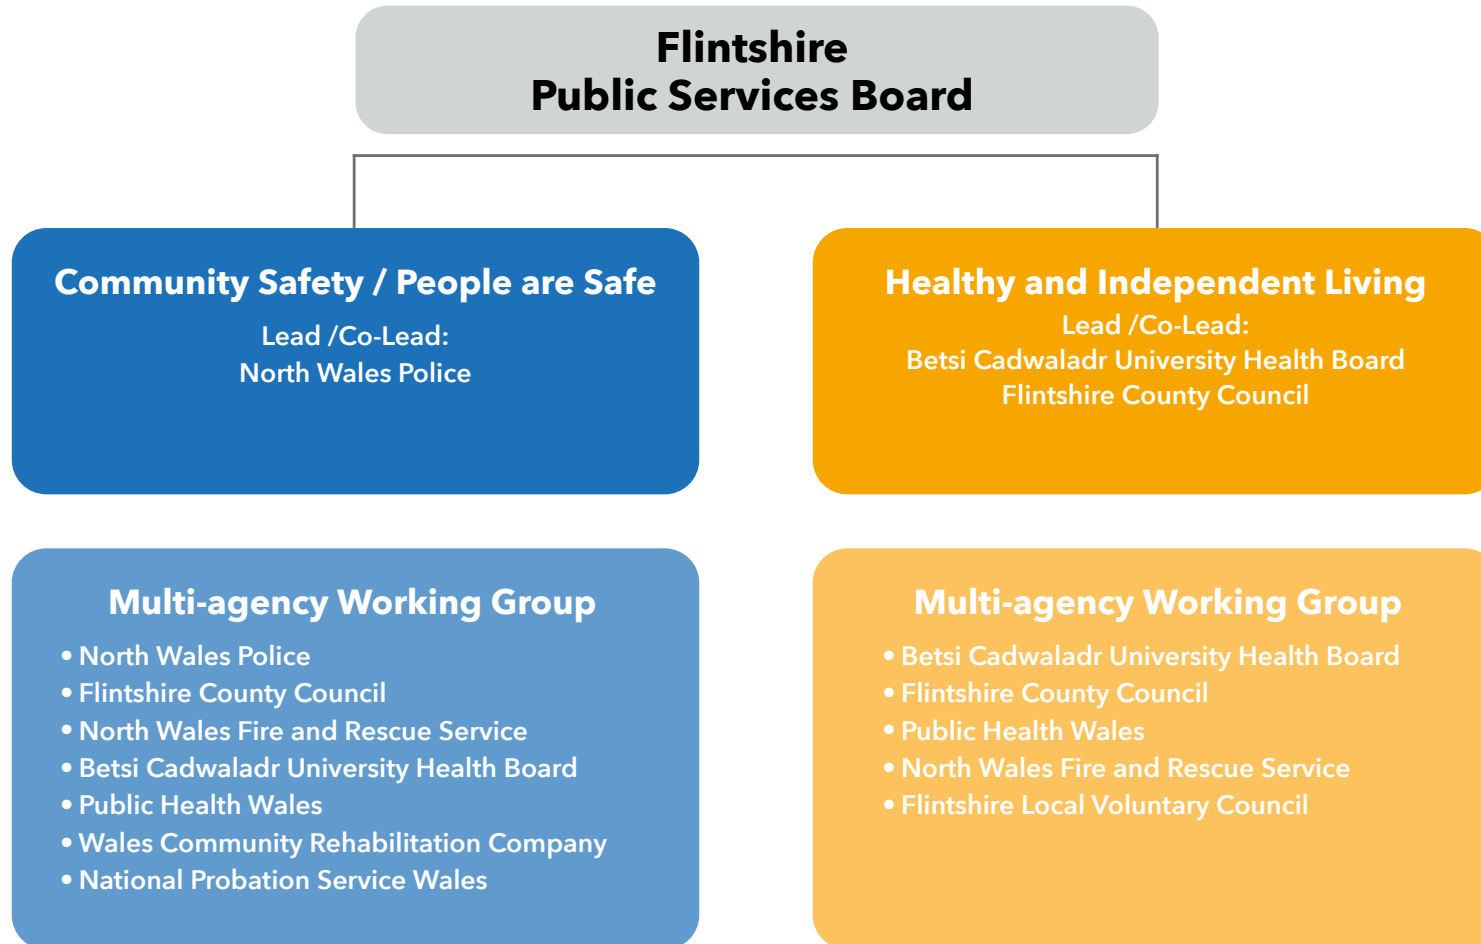 Flintshire
Public Services Board
Community Safety / People are Safe
Lead /Co-Lead:
North Wales Police
Healthy and Independent Living
Lead /Co-Lead:
Betsi Cadwaladr University Health Board
Flintshire County Council
Multi-agency Working Group
• North Wales Police
• Flintshire County Council
• North Wales Fire and Rescue Service
• Betsi Cadwaladr University Health Board
• Public Health Wales
• Wales Community Rehabilitation Company
• National Probation Service Wales
Multi-agency Working Group
• Betsi Cadwaladr University Health Board
• Flintshire County Council
• Public Health Wales
• North Wales Fire and Rescue Service
• Flintshire Local Voluntary Council